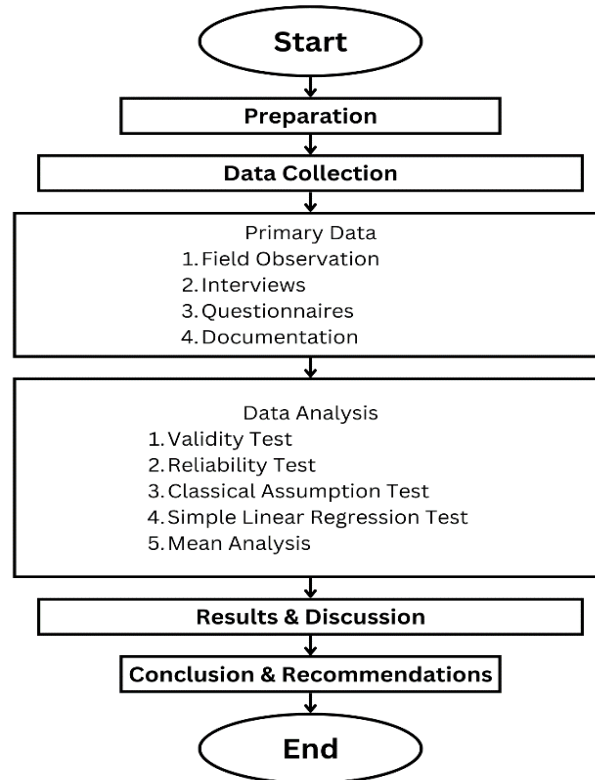 Start
Preparation
Data Collection
Primary Data
1. Field Observation
2. Interviews
3. Questionnaires
4. Documentation
Data Analysis
1. Validity Test
2. Reliability Test
3. Classical Assumption Test
4. Simple Linear Regression Test
5. Mean Analysis
Results & Discussion
Conclusion & Recommendations
End